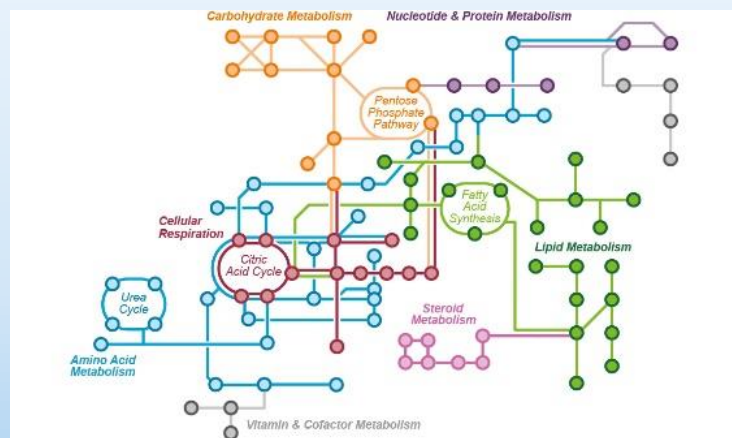 Carbohydrate Metabolism
Nucleotide & Protein Metabolism
Pentose
Phosphate
Pathway
Fatty
Acid
Synthesis
Cellular
Respiration
Citric
Acid Cycle
Lipid Metabolism
Urea
Cycle
Steroid
Metabolism
Amino Acid
Metabolism
Vitamin & Cofactor Metabolism